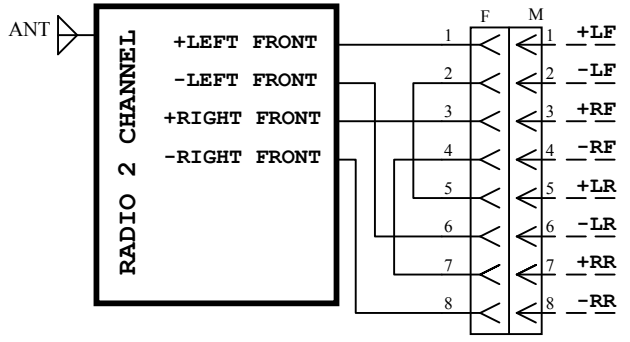 F M
ANT
RADIO 2 CHANNEL
+LEFT FRONT 1 1 +LF
-LEFT FRONT 2 2 -LF
+RIGHT FRONT 3 3 +RF
-RIGHT FRONT 4 4 -RF
5 5 +LR
6 6 -LR
7 7 +RR
8 8 -RR